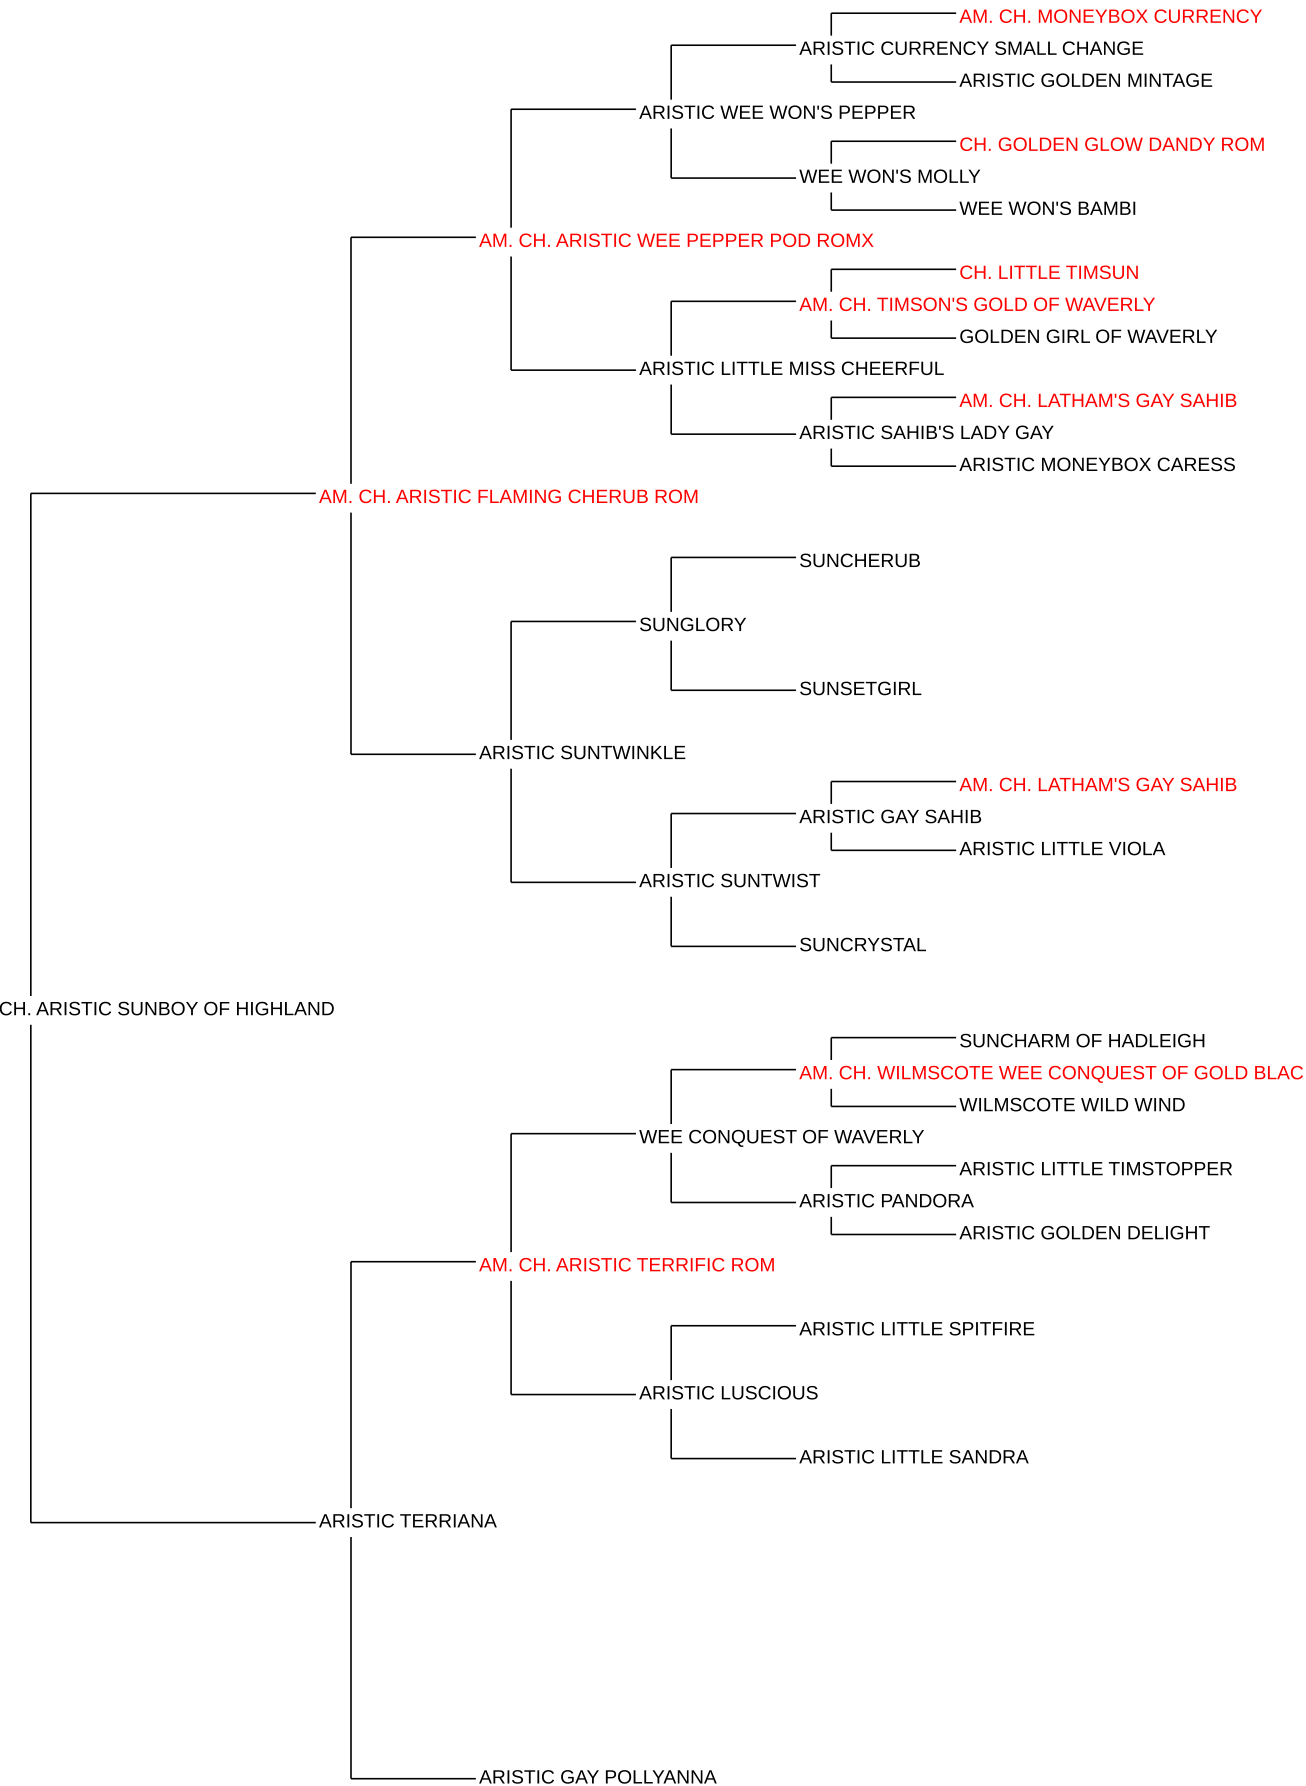 AM. CH. MONEYBOX CURRENCY
ARISTIC CURRENCY SMALL CHANGE
ARISTIC GOLDEN MINTAGE
ARISTIC WEE WON'S PEPPER
CH. GOLDEN GLOW DANDY ROM
WEE WON'S MOLLY
WEE WON'S BAMBI
AM. CH. ARISTIC WEE PEPPER POD ROMX
CH. LITTLE TIMSUN
AM. CH. TIMSON'S GOLD OF WAVERLY
GOLDEN GIRL OF WAVERLY
ARISTIC LITTLE MISS CHEERFUL
AM. CH. LATHAM'S GAY SAHIB
ARISTIC SAHIB'S LADY GAY
ARISTIC MONEYBOX CARESS
AM. CH. ARISTIC FLAMING CHERUB ROM
SUNCHERUB
SUNGLORY
SUNSETGIRL
ARISTIC SUNTWINKLE
AM. CH. LATHAM'S GAY SAHIB
ARISTIC GAY SAHIB
ARISTIC LITTLE VIOLA
ARISTIC SUNTWIST
SUNCRYSTAL
CH. ARISTIC SUNBOY OF HIGHLAND
SUNCHARM OF HADLEIGH
AM. CH. WILMSCOTE WEE CONQUEST OF GOLD BLAC
WILMSCOTE WILD WIND
WEE CONQUEST OF WAVERLY
ARISTIC LITTLE TIMSTOPPER
ARISTIC PANDORA
ARISTIC GOLDEN DELIGHT
AM. CH. ARISTIC TERRIFIC ROM
ARISTIC LITTLE SPITFIRE
ARISTIC LUSCIOUS
ARISTIC LITTLE SANDRA
ARISTIC TERRIANA
ARISTIC GAY POLLYANNA